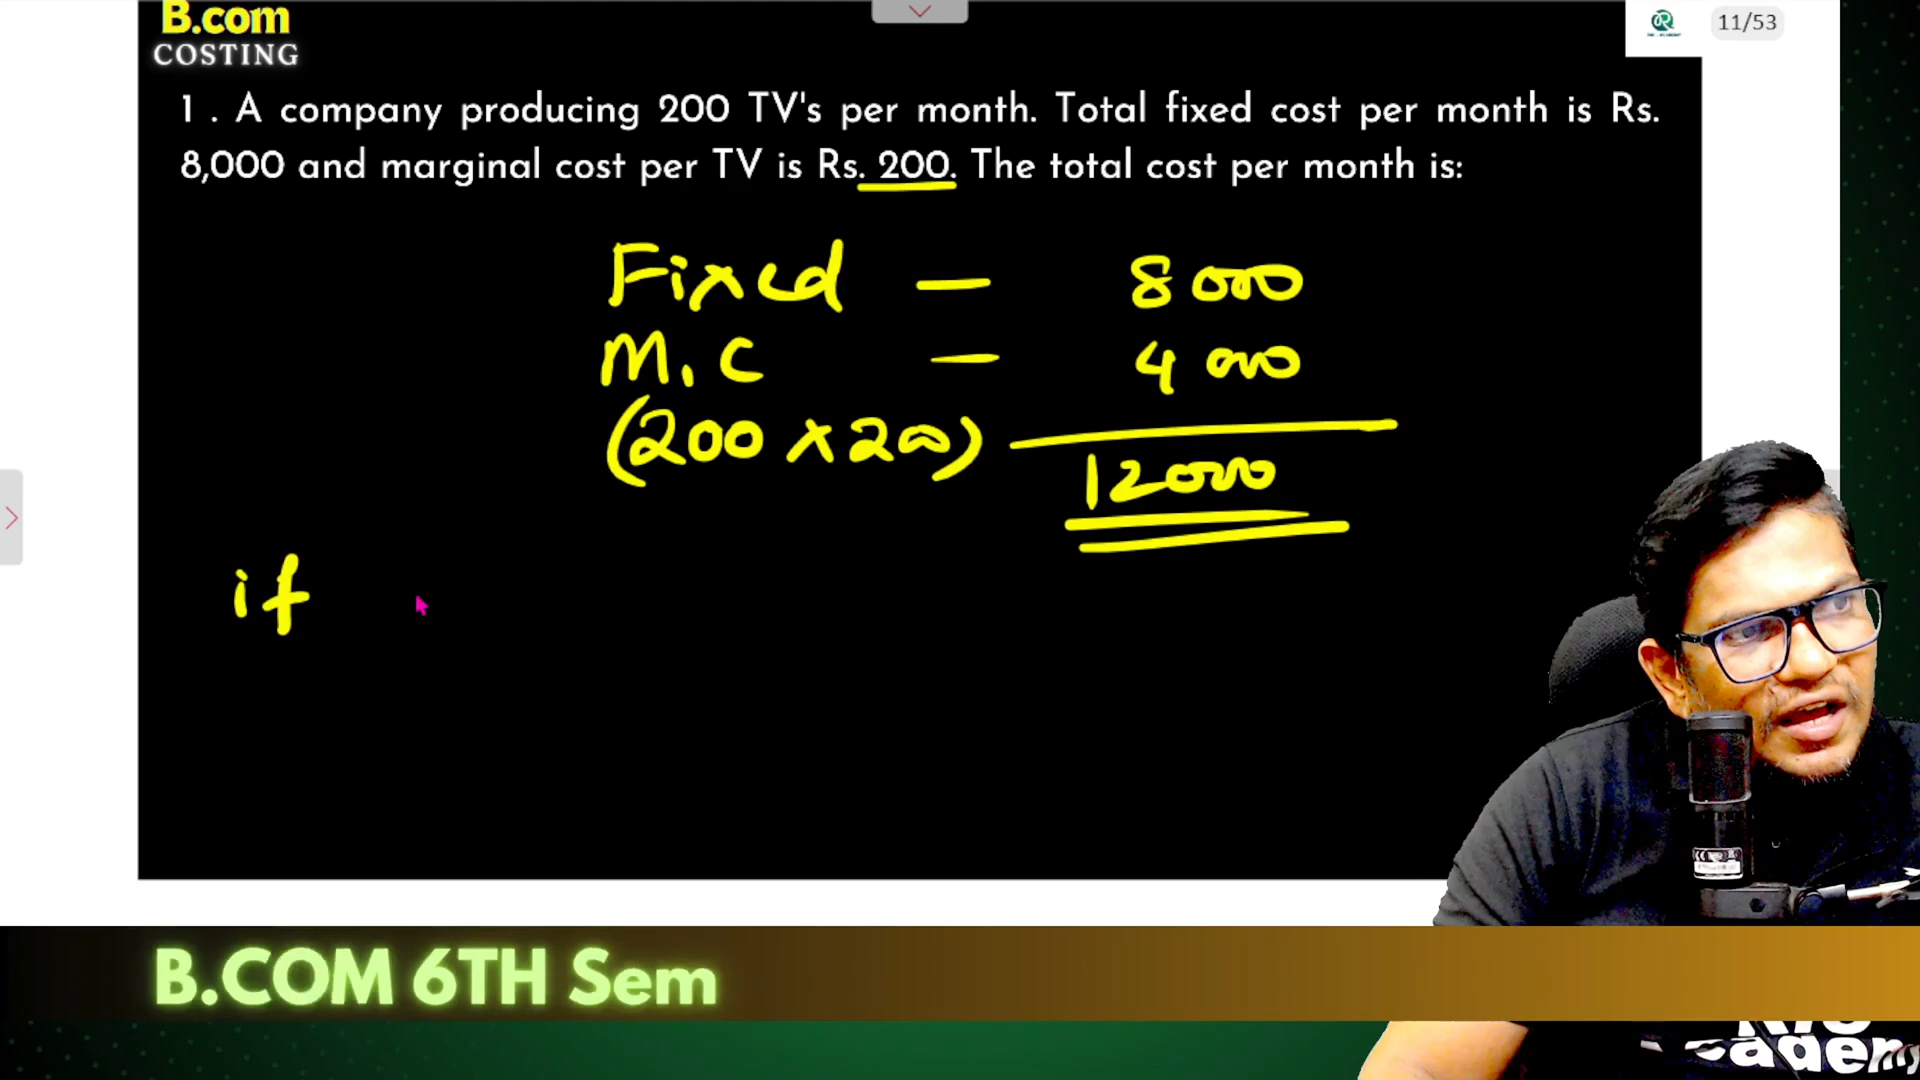 B.com
COSTING
11/53
1 . A company producing 200 TV's per month. Total fixed cost per month is Rs.
8,000 and marginal cost per TV is Rs. 200. The total cost per month is:
Fixed — 8000
M.C — 4000
(200 x 200)
12000
if
B.COM 6TH Sem
cademy